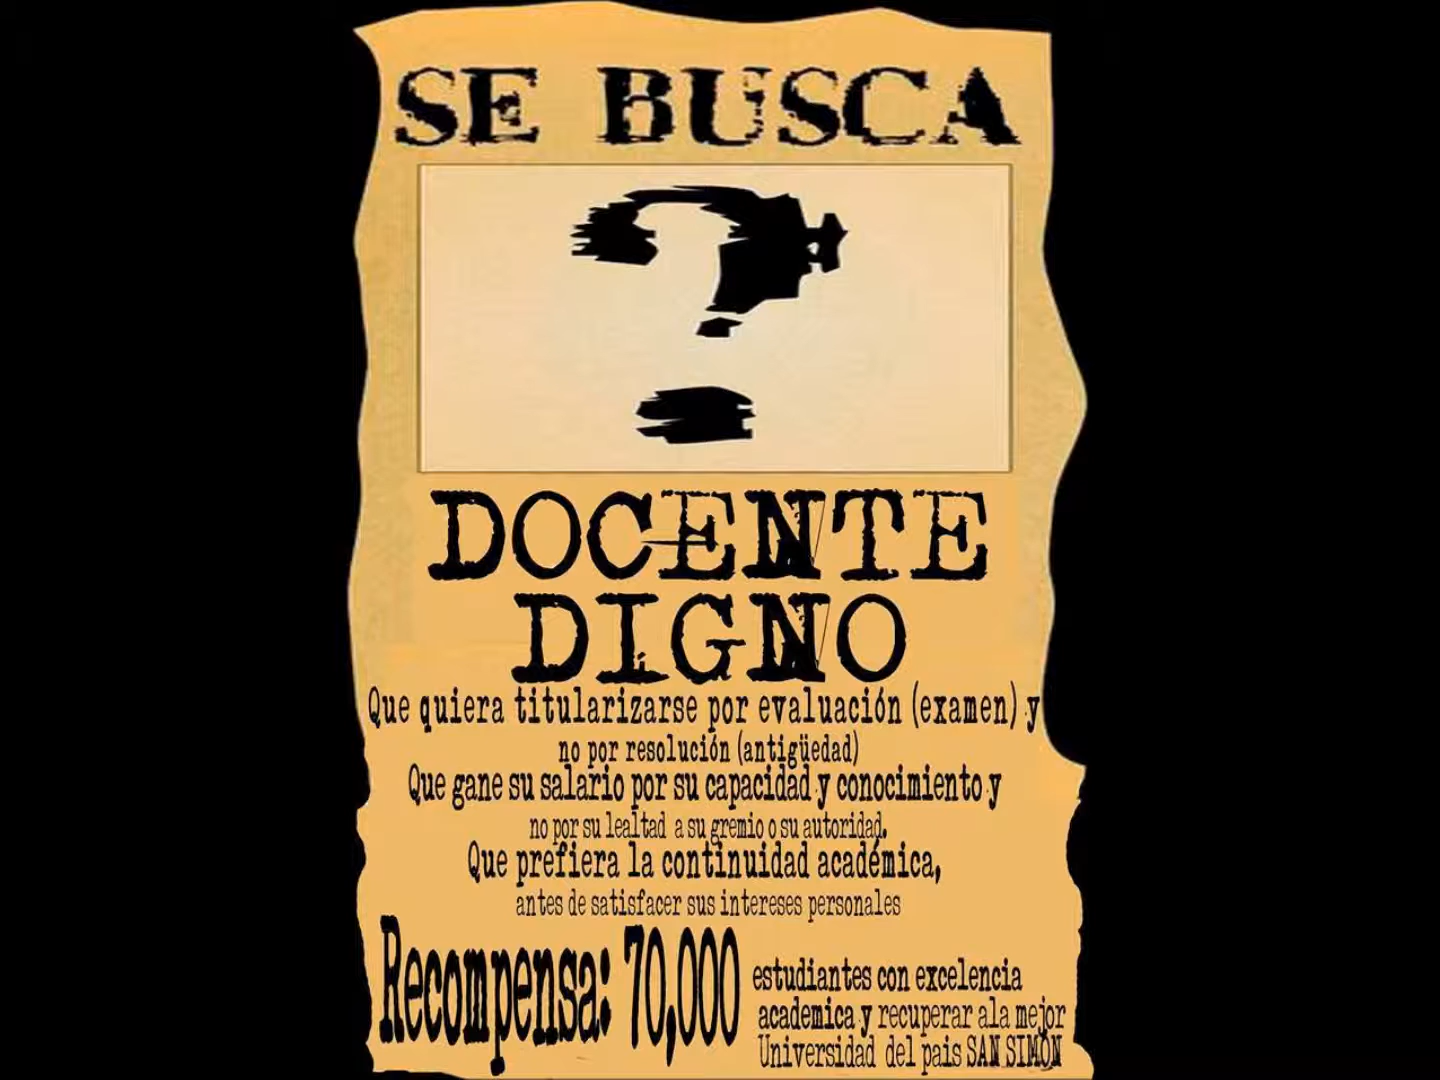 SE BUSCA
?
DOCENTE
DIGNO
Que quiera titularizarse por evaluación (examen) y
no por resolución (antigüedad)
Que gane su salario por su capacidad y conocimiento y
no por su lealtad a su gremio o su autoridad.
Que prefiera la continuidad académica,
antes de satisfacer sus intereses personales
Recompensa: 70,000 estudiantes con excelencia
academica y recuperar ala mejor
Universidad del pais SAN SIMÓN